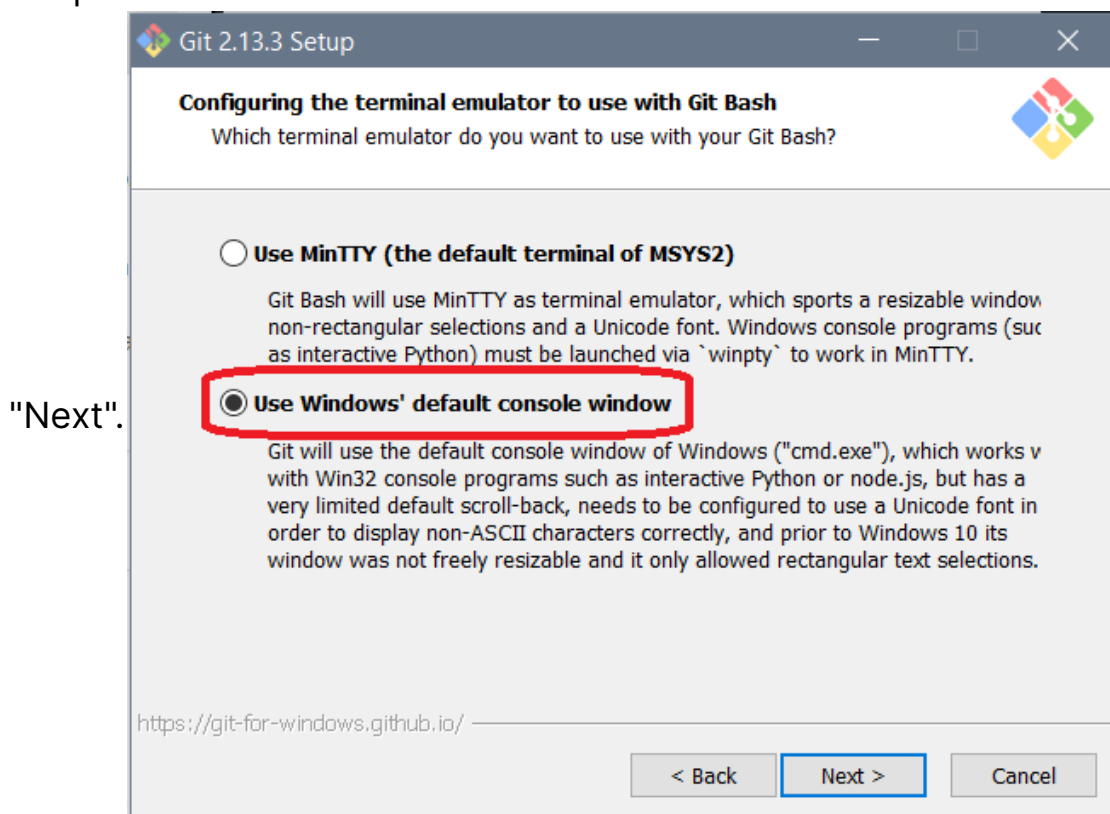 Git 2.13.3 Setup
Configuring the terminal emulator to use with Git Bash
Which terminal emulator do you want to use with your Git Bash?
Use MinTTY (the default terminal of MSYS2)
Git Bash will use MinTTY as terminal emulator, which sports a resizable window
non-rectangular selections and a Unicode font. Windows console programs (suc
as interactive Python) must be launched via `winpty` to work in MinTTY.
"Next".
Use Windows' default console window
Git will use the default console window of Windows ("cmd.exe"), which works w
with Win32 console programs such as interactive Python or node.js, but has a
very limited default scroll-back, needs to be configured to use a Unicode font in
order to display non-ASCII characters correctly, and prior to Windows 10 its
window was not freely resizable and it only allowed rectangular text selections.
https://git-for-windows.github.io/
< Back
Next >
Cancel